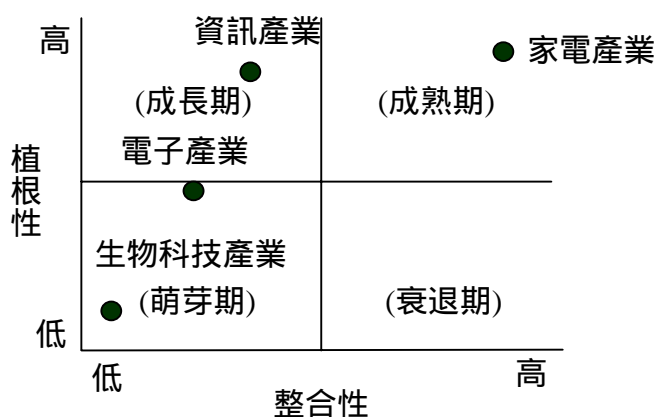 高
資訊產業
家電產業
(成長期)
(成熟期)
電子產業
植根性
生物科技產業
(萌芽期)
(衰退期)
低
低
高
整合性